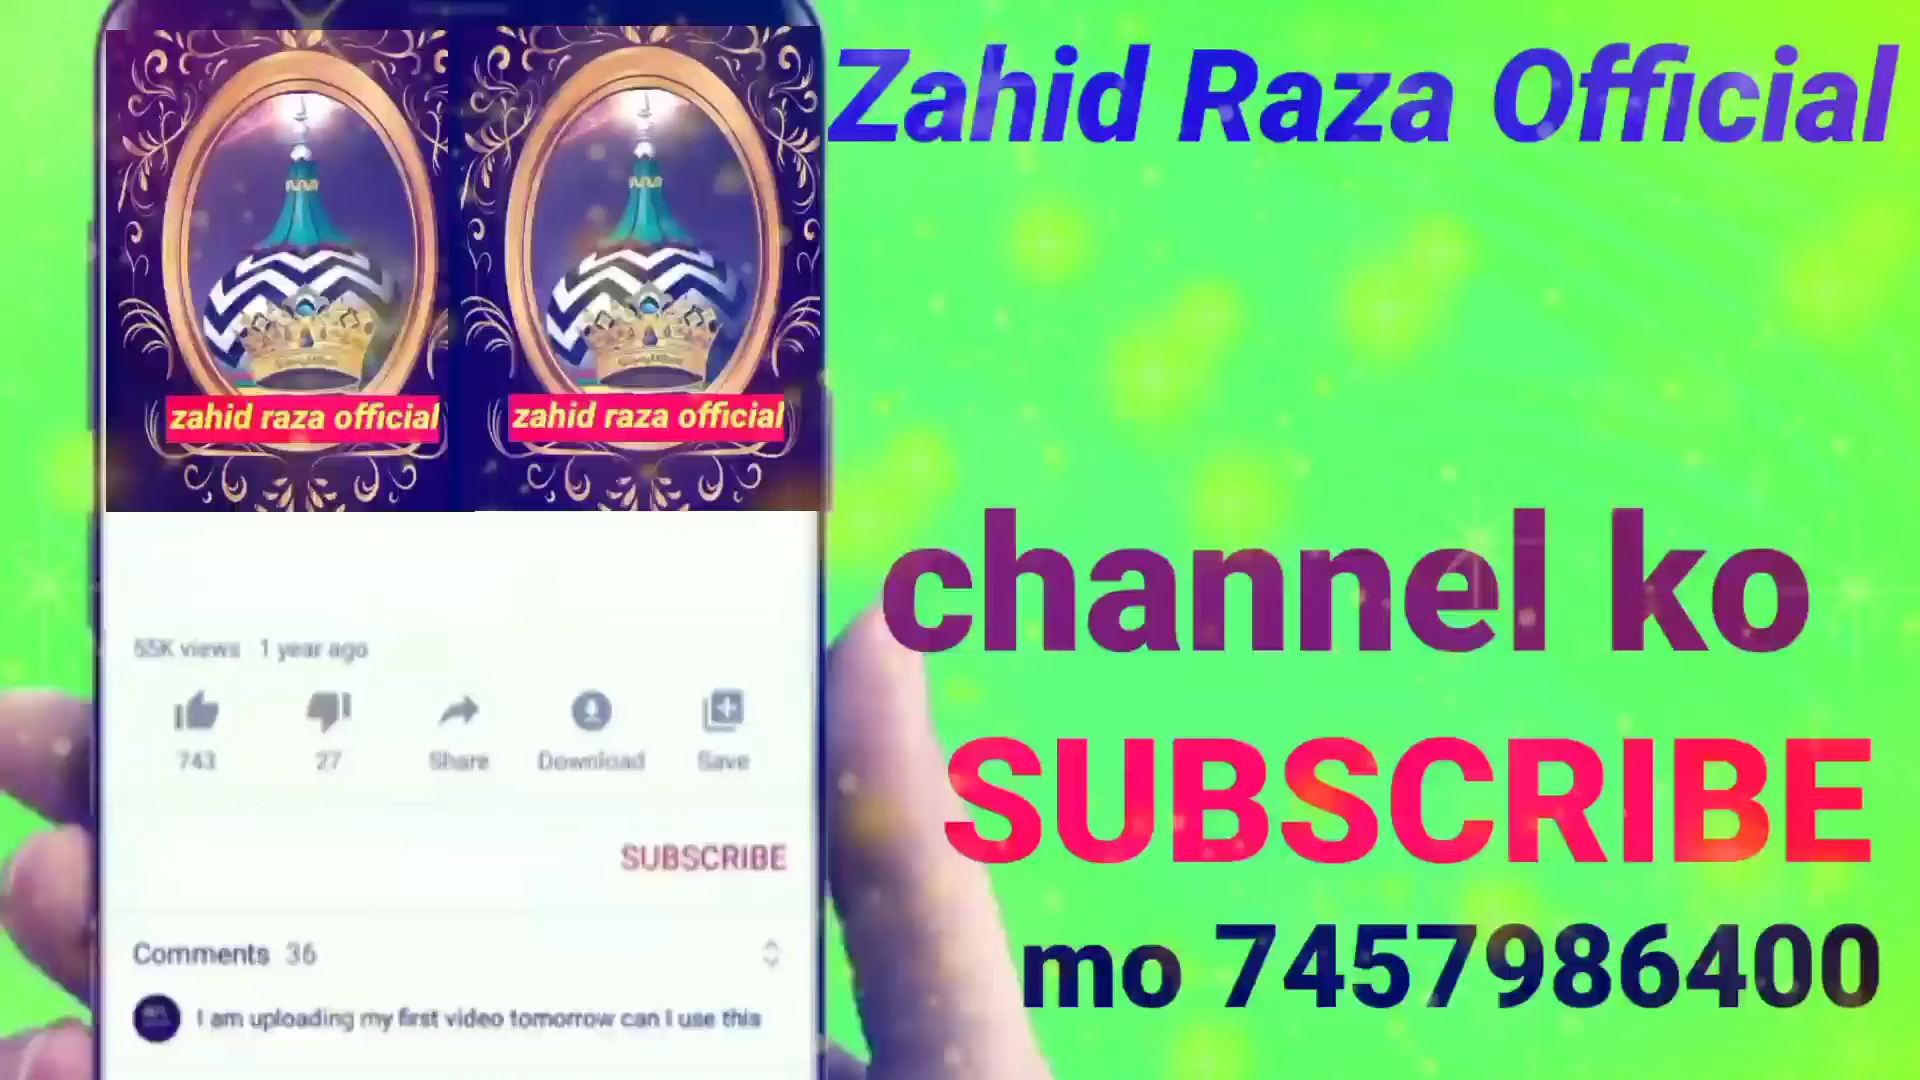 Zahid Raza Official
zahid raza official
zahid raza official
channel ko
SUBSCRIBE
mo 7457986400
55K views 1 year ago
743
27
Share
Download
Save
SUBSCRIBE
Comments 36
I am uploading my first video tomorrow can I use this